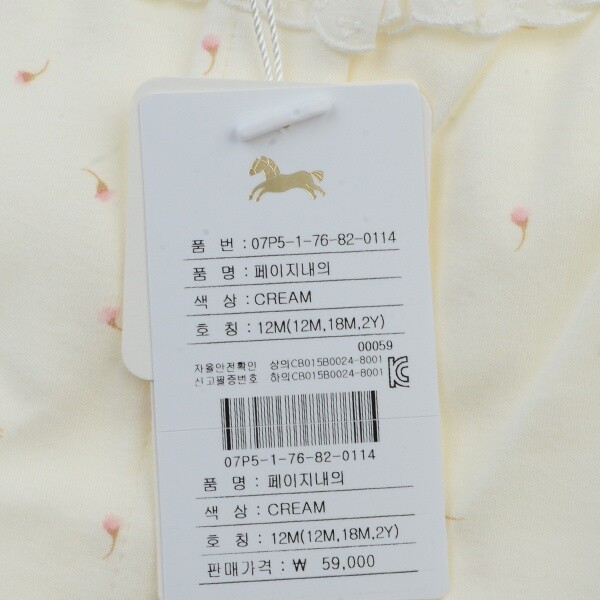 품 번 : 07P5-1-76-82-0114
품 명 : 페이지내의
색 상 : CREAM
호 칭 : 12M(12M,18M,2Y)
00059
자율안전확인 상의CB015B0024-8001
신고필증번호 하의CB015B0024-8001
07P5-1-76-82-0114
품 명 : 페이지내의
색 상 : CREAM
호 칭 : 12M(12M,18M,2Y)
판매가격 : ₩ 59,000